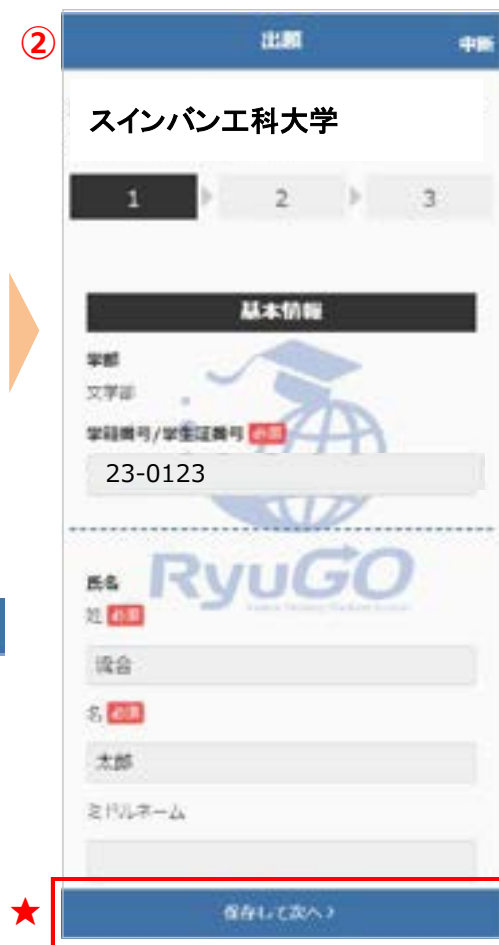 ②
出願 中断
スインバン工科大学
1 2 3
基本情報
学部
文学部
学籍番号/学生証番号 必須
23-0123
RyuGO
氏名
姓 必須
流合
名 必須
太郎
ミドルネーム
★
保存して次へ >